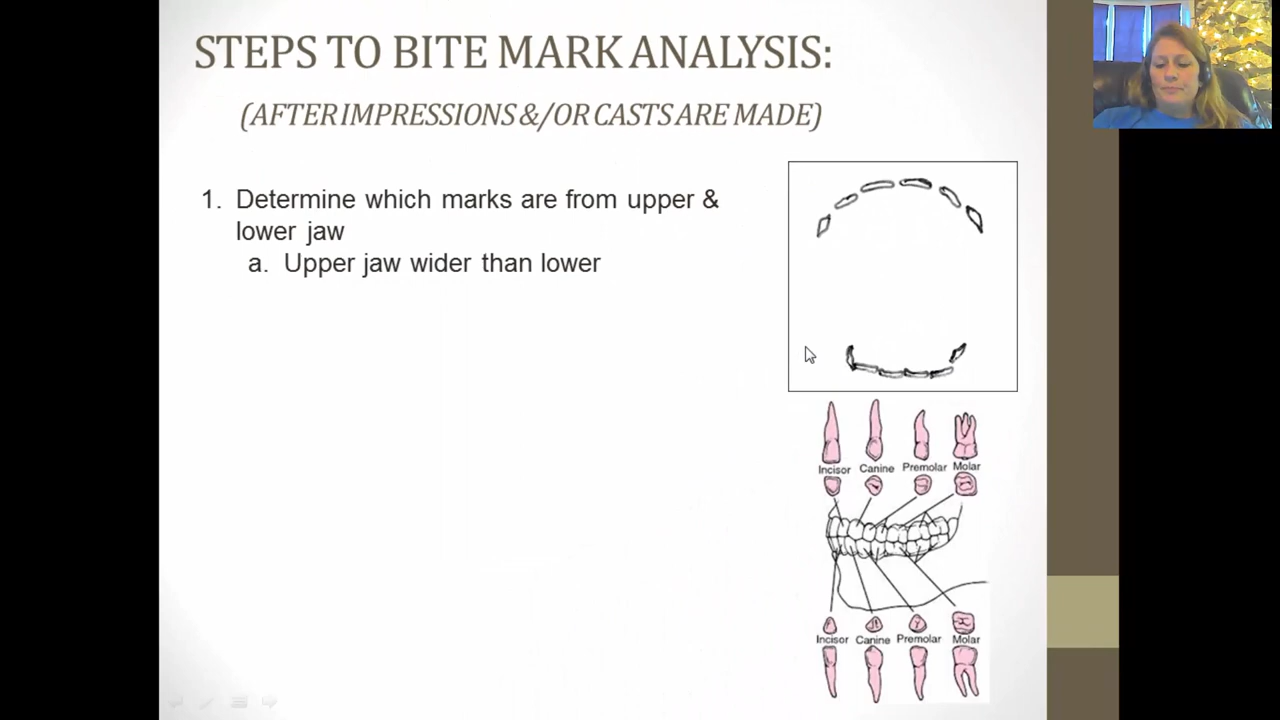 STEPS TO BITE MARK ANALYSIS:
(AFTER IMPRESSIONS &/OR CASTS ARE MADE)
1. Determine which marks are from upper &
lower jaw
a. Upper jaw wider than lower
Incisor Canine Premolar Molar
Incisor Canine Premolar Molar